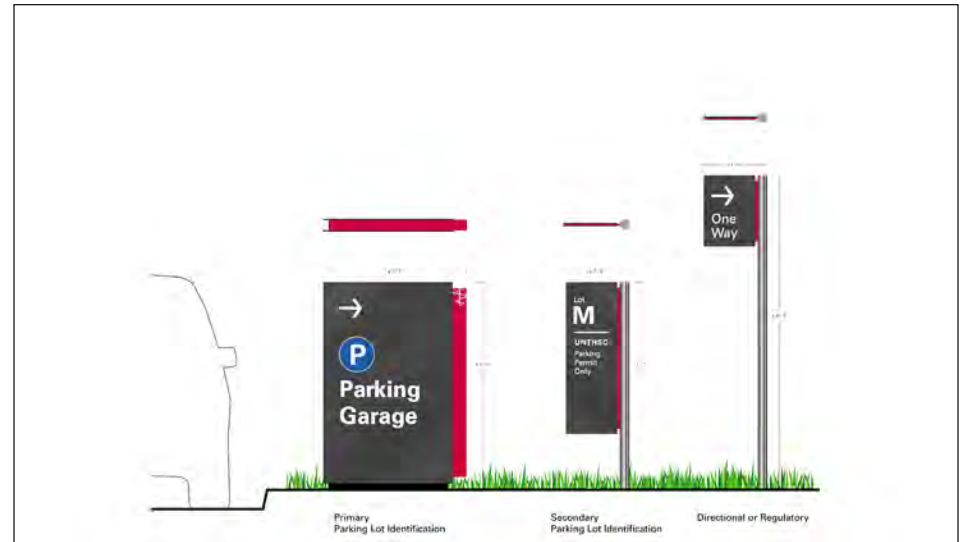 One
Way
Lot
M
UNTHSC
Parking
Permit
Only
P
Parking
Garage
Primary
Parking Lot Identification
Secondary
Parking Lot Identification
Directional or Regulatory